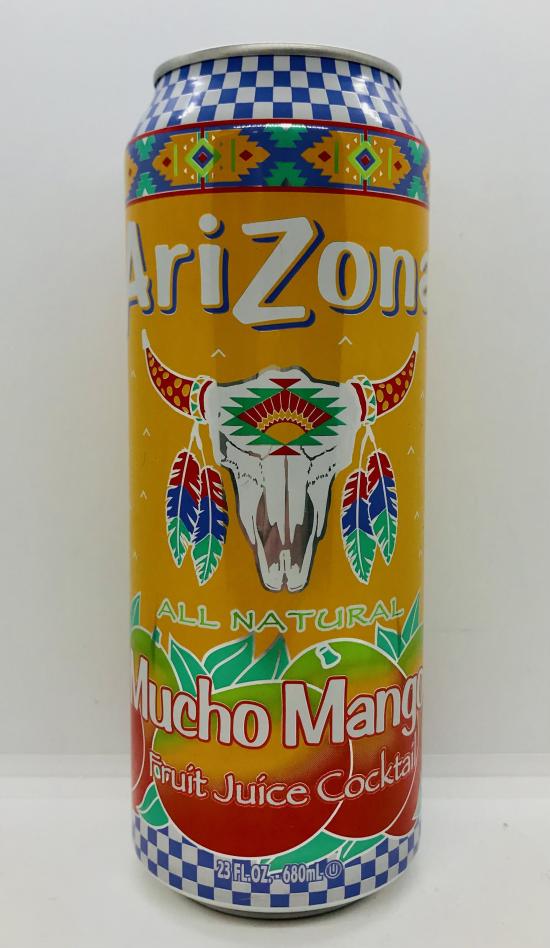 AriZona
ALL NATURAL
Mucho Mango
Fruit Juice Cocktail
23 FL. OZ. - 680mL Ⓤ